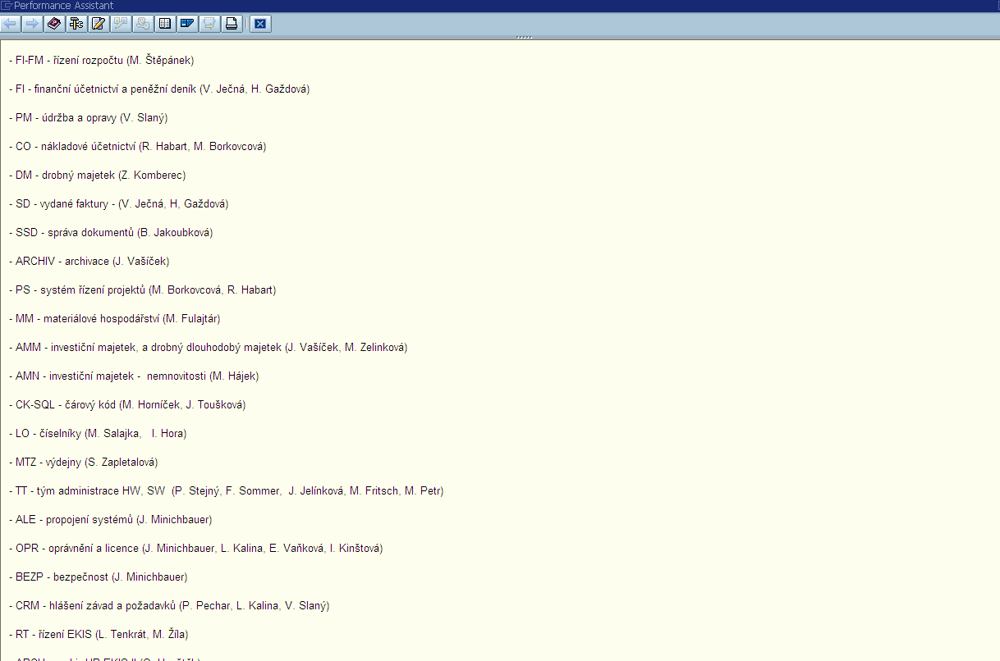 Performance Assistant
- FI-FM - řízení rozpočtu (M. Štěpánek)
- FI - finanční účetnictví a peněžní deník (V. Ječná, H. Gaždová)
- PM - údržba a opravy (V. Slaný)
- CO - nákladové účetnictví (R. Habart, M. Borkovcová)
- DM - drobný majetek (Z. Komberec)
- SD - vydané faktury - (V. Ječná, H, Gaždová)
- SSD - správa dokumentů (B. Jakoubková)
- ARCHIV - archivace (J. Vašíček)
- PS - systém řízení projektů (M. Borkovcová, R. Habart)
- MM - materiálové hospodářství (M. Fulajtár)
- AMM - investiční majetek, a drobný dlouhodobý majetek (J. Vašíček, M. Zelinková)
- AMN - investiční majetek -  nemnovitosti (M. Hájek)
- CK-SQL - čárový kód (M. Horníček, J. Toušková)
- LO - číselníky (M. Salajka,   I. Hora)
- MTZ - výdejny (S. Zapletalová)
- TT - tým administrace HW, SW  (P. Stejný, F. Sommer,  J. Jelínková, M. Fritsch, M. Petr)
- ALE - propojení systémů (J. Minichbauer)
- OPR - oprávnění a licence (J. Minichbauer, L. Kalina, E. Vaňková, I. Kinštová)
- BEZP - bezpečnost (J. Minichbauer)
- CRM - hlášení závad a požadavků (P. Pechar, L. Kalina, V. Slaný)
- RT - řízení EKIS (L. Tenkrát, M. Žíla)